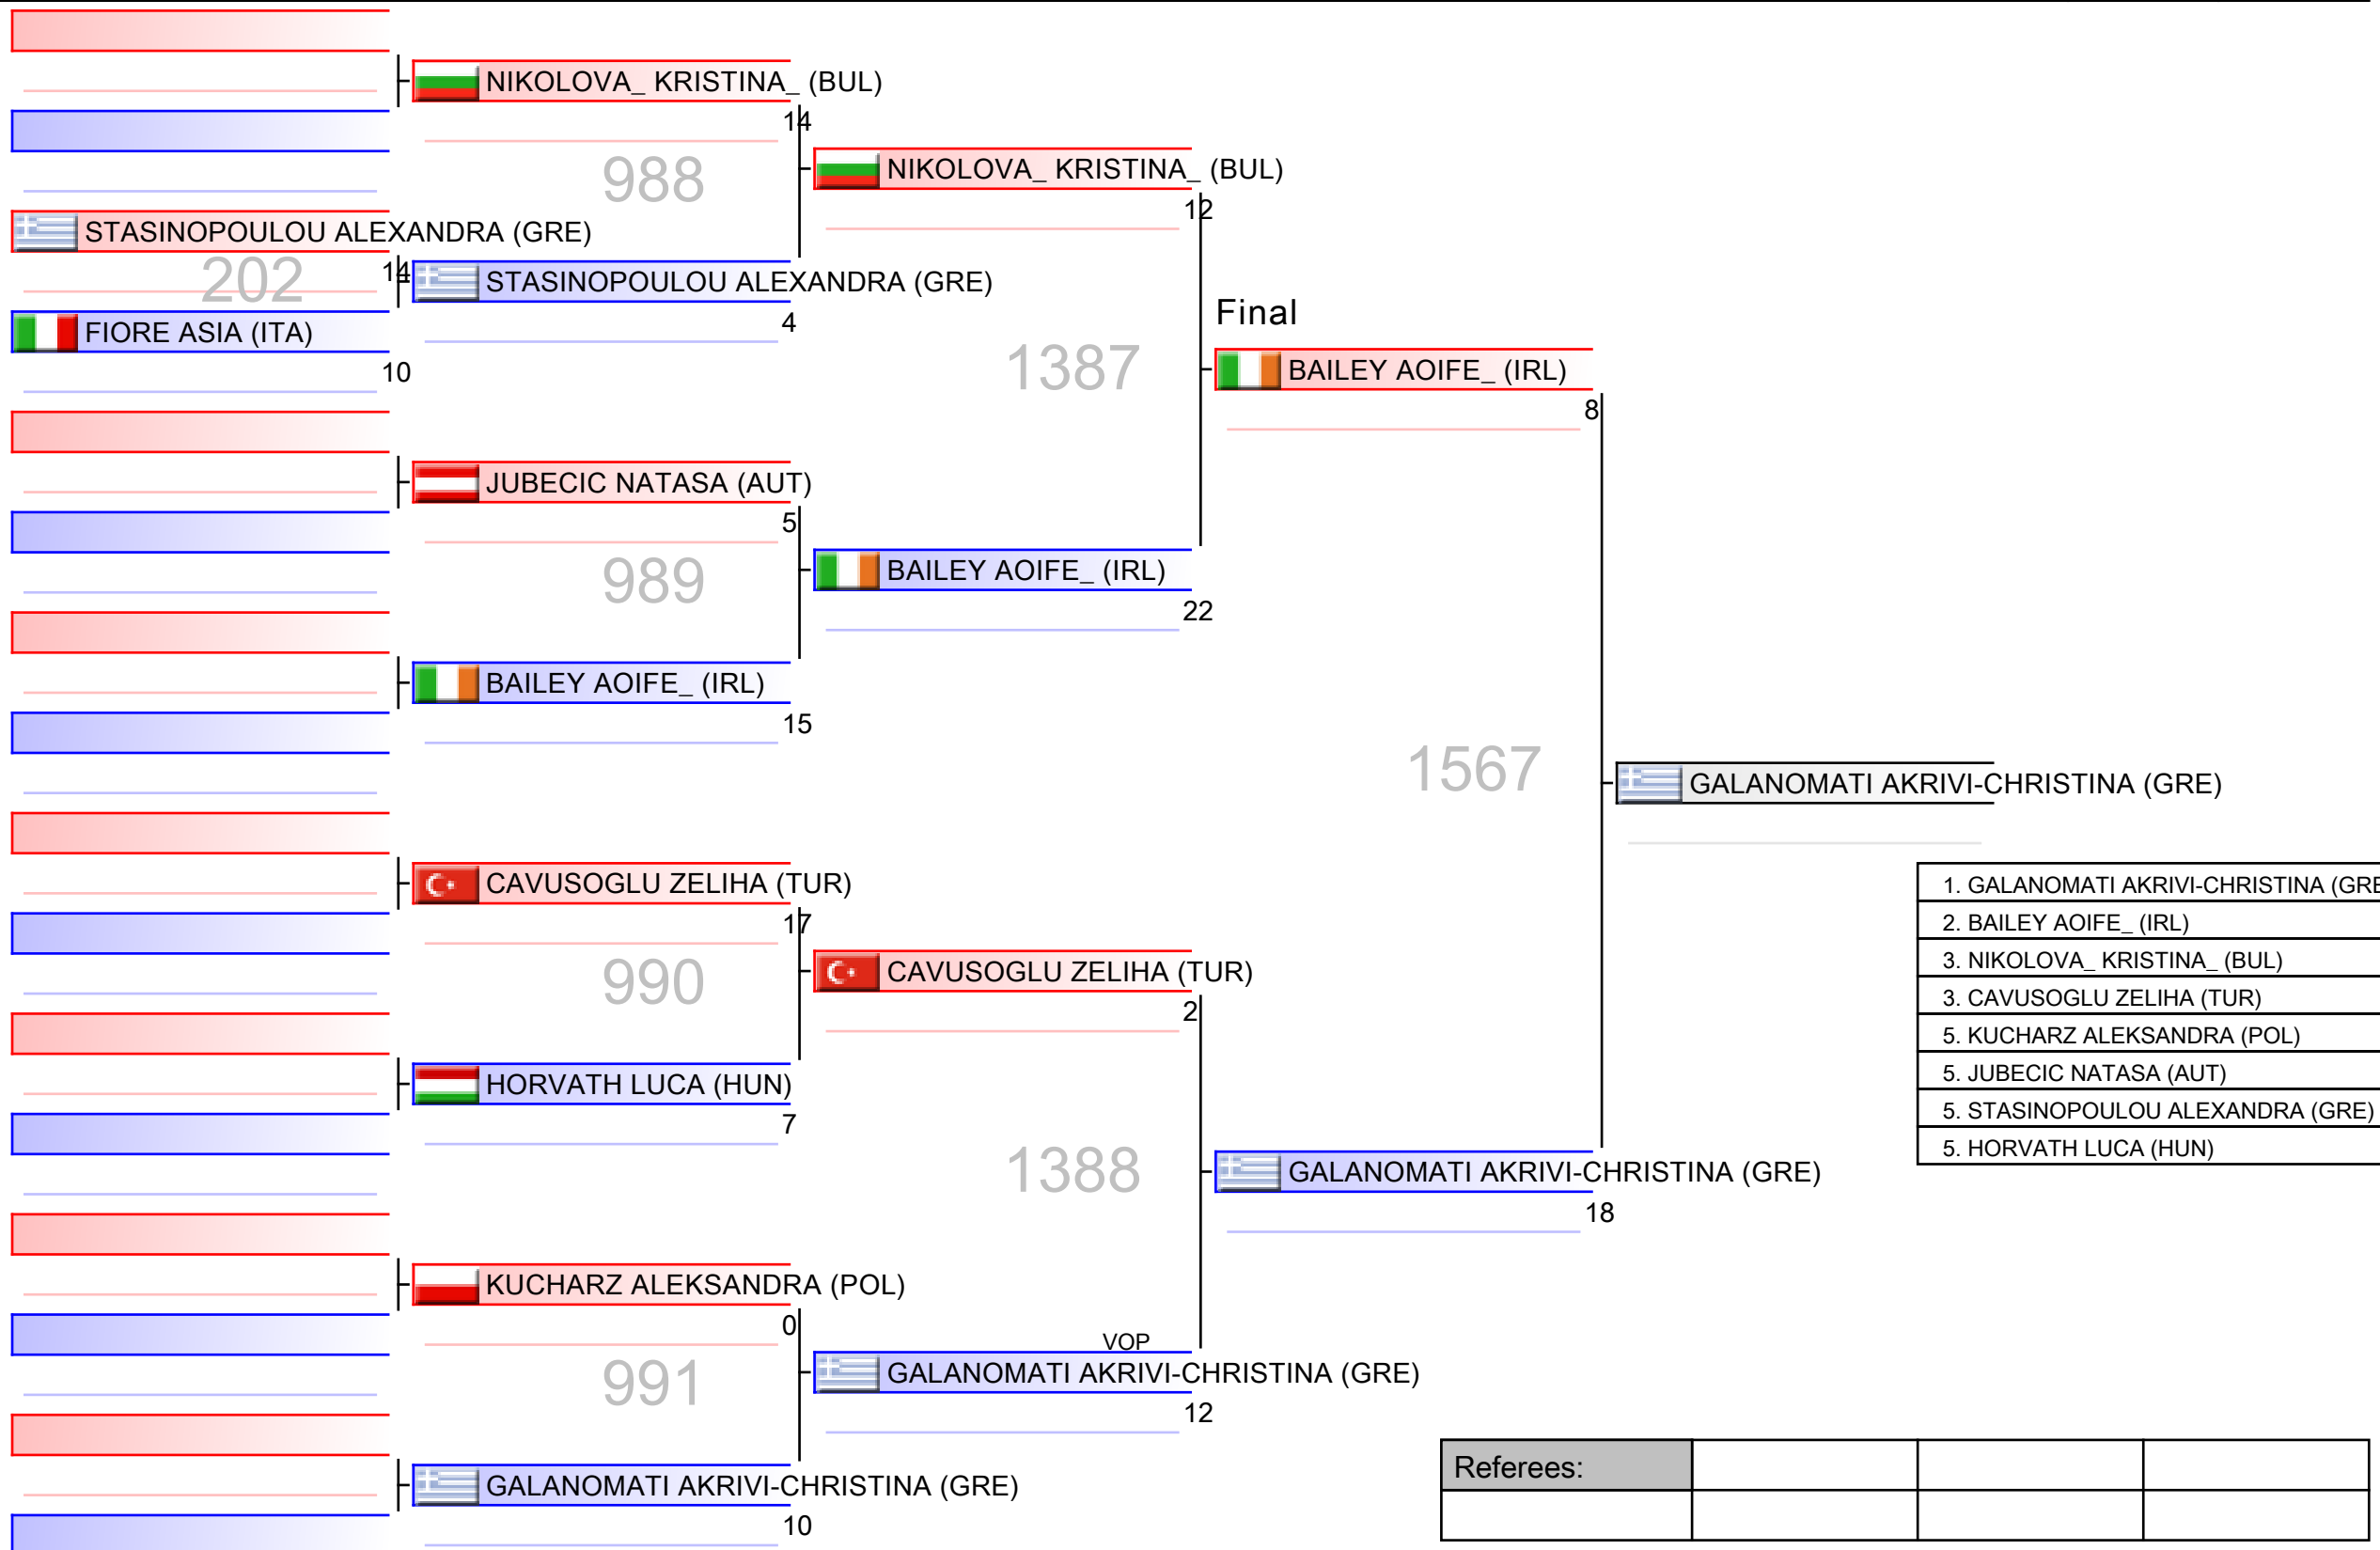 NIKOLOVA_ KRISTINA_ (BUL)
14
988
STASINOPOULOU ALEXANDRA (GRE)
14
202
FIORE ASIA (ITA)
10
STASINOPOULOU ALEXANDRA (GRE)
4
NIKOLOVA_ KRISTINA_ (BUL)
12
1387
JUBECIC NATASA (AUT)
5
989
BAILEY AOIFE_ (IRL)
15
BAILEY AOIFE_ (IRL)
22
Final
BAILEY AOIFE_ (IRL)
8
1567
CAVUSOGLU ZELIHA (TUR)
17
990
HORVATH LUCA (HUN)
7
CAVUSOGLU ZELIHA (TUR)
2
1388
KUCHARZ ALEKSANDRA (POL)
0
991
GALANOMATI AKRIVI-CHRISTINA (GRE)
10
VOP
GALANOMATI AKRIVI-CHRISTINA (GRE)
12
GALANOMATI AKRIVI-CHRISTINA (GRE)
18
GALANOMATI AKRIVI-CHRISTINA (GRE)
1. GALANOMATI AKRIVI-CHRISTINA (GRE
2. BAILEY AOIFE_ (IRL)
3. NIKOLOVA_ KRISTINA_ (BUL)
3. CAVUSOGLU ZELIHA (TUR)
5. KUCHARZ ALEKSANDRA (POL)
5. JUBECIC NATASA (AUT)
5. STASINOPOULOU ALEXANDRA (GRE)
5. HORVATH LUCA (HUN)
Referees: